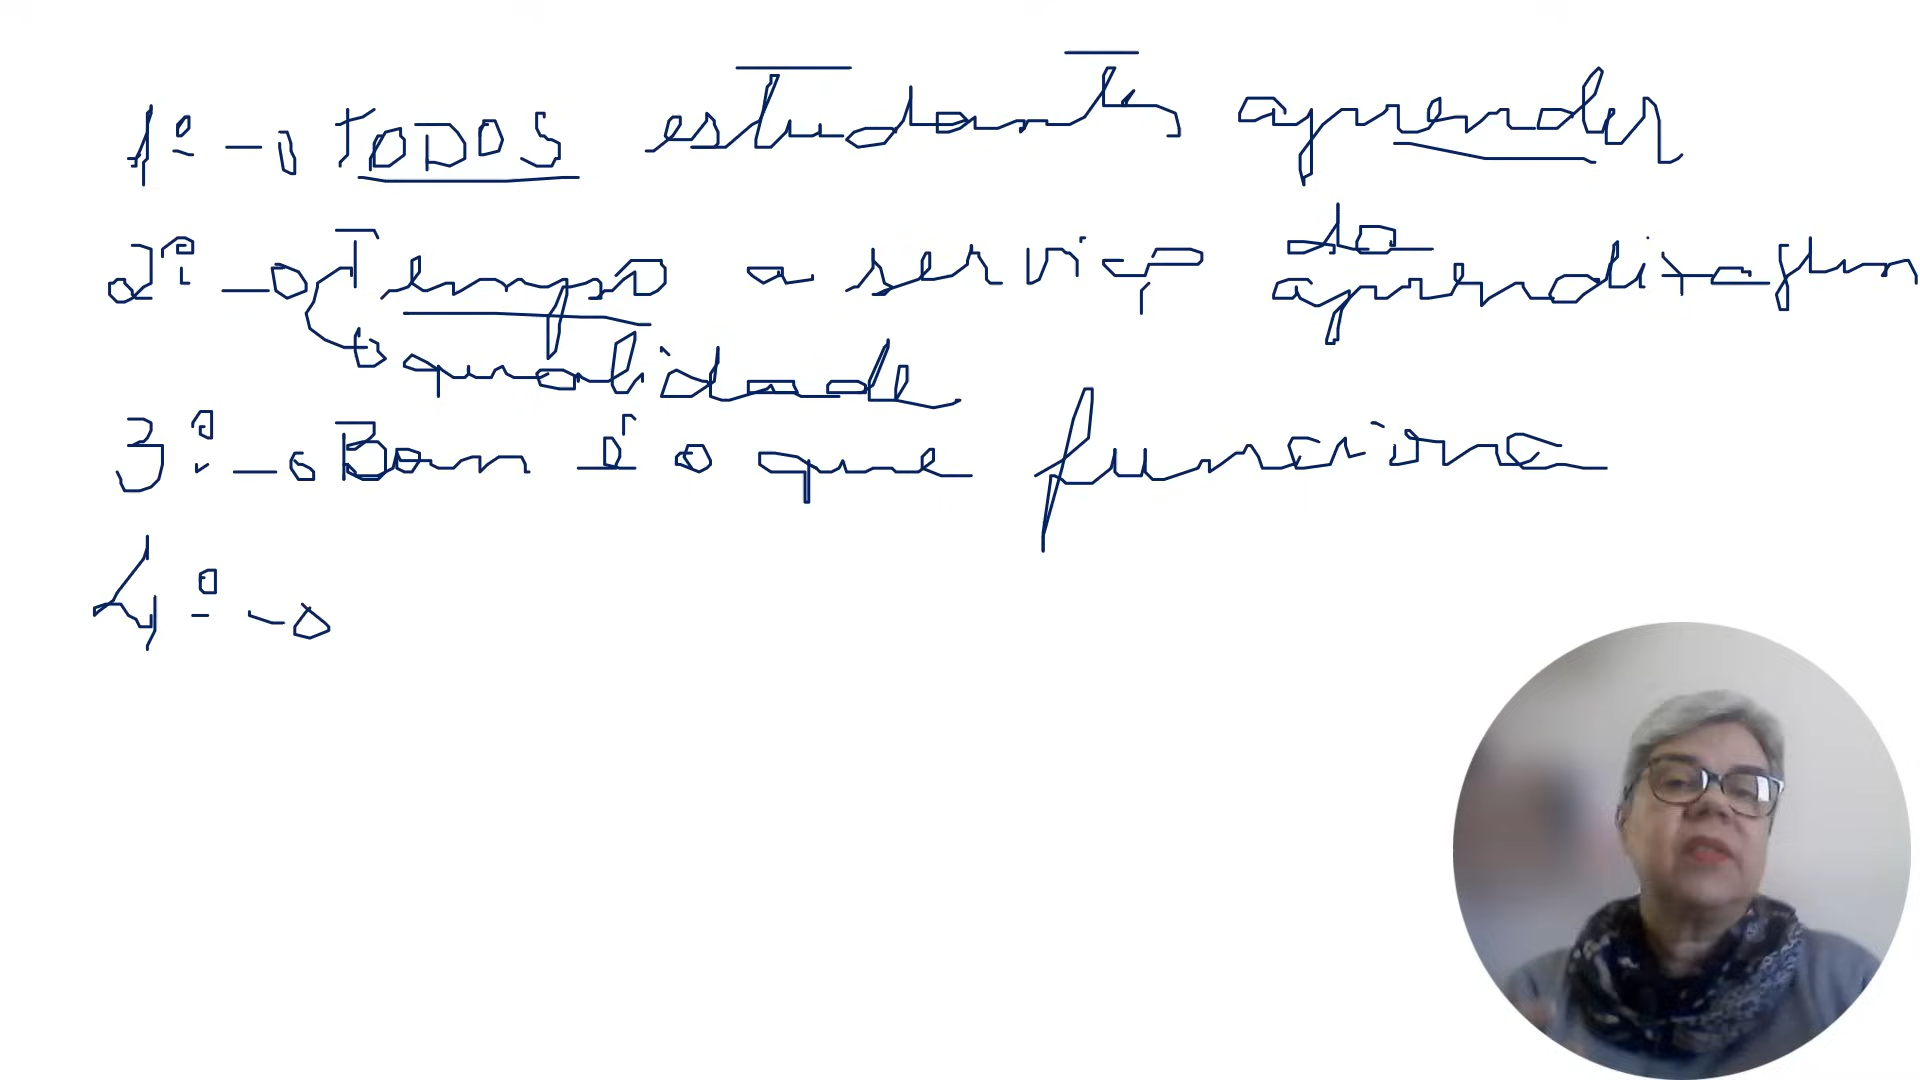 1º → TODOS estudantes aprender
2º → Tempo a serviço da aprendizagem
→ qualidade
3º → Bom é o que funciona
4º →